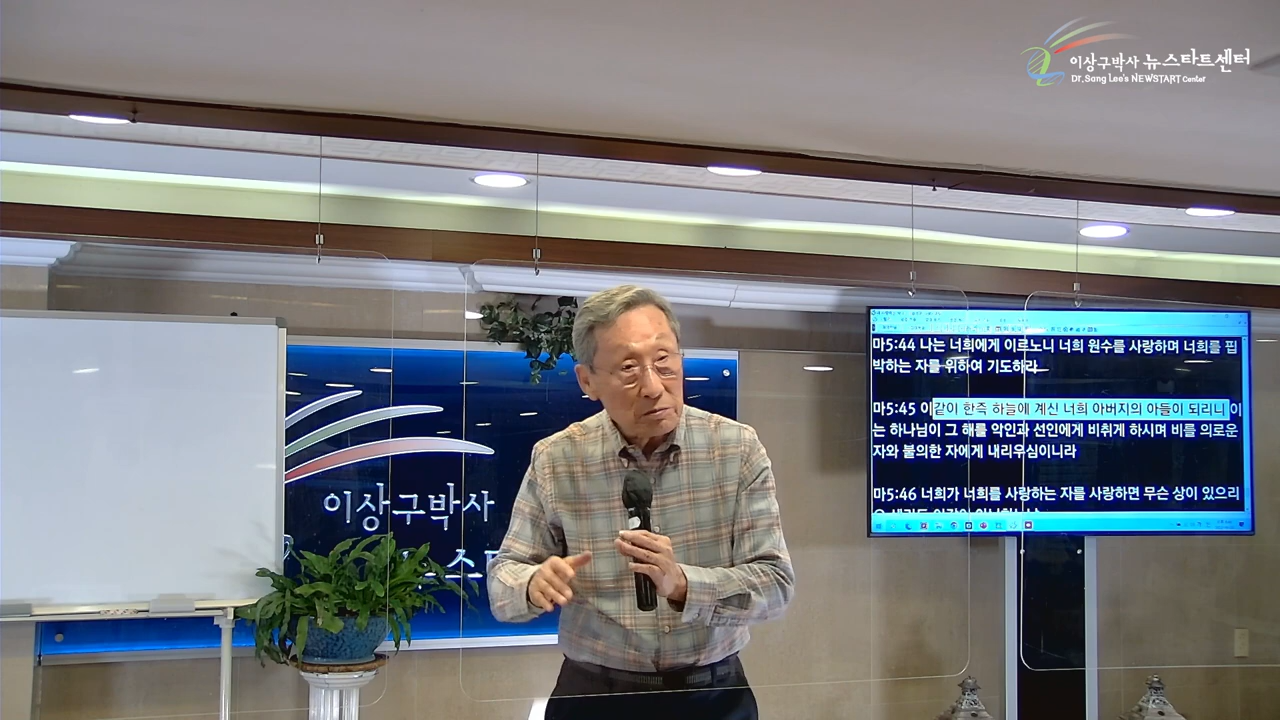 이상구박사 뉴스타트센터
Dr. Sang Lee's NEWSTART Center
마5:44 나는 너희에게 이르노니 너희 원수를 사랑하며 너희를 핍
박하는 자를 위하여 기도하라
마5:45 이같이 한즉 하늘에 계신 너희 아버지의 아들이 되리니 이
는 하나님이 그 해를 악인과 선인에게 비취게 하시며 비를 의로운
자와 불의한 자에게 내리우심이니라
마5:46 너희가 너희를 사랑하는 자를 사랑하면 무슨 상이 있으리
이상구박사
스